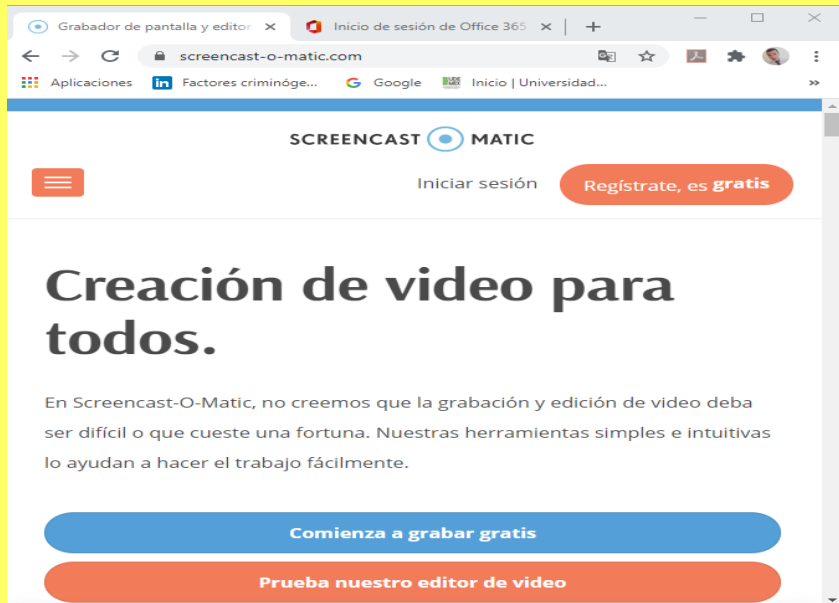 Grabador de pantalla y editor
Inicio de sesión de Office 365
screencast-o-matic.com
Aplicaciones
in Factores criminóge...
G Google
Inicio | Universidad...
»
SCREENCAST O MATIC
Iniciar sesión
Regístrate, es gratis
Creación de video para
todos.
En Screencast-O-Matic, no creemos que la grabación y edición de video deba
ser difícil o que cueste una fortuna. Nuestras herramientas simples e intuitivas
lo ayudan a hacer el trabajo fácilmente.
Comienza a grabar gratis
Prueba nuestro editor de video